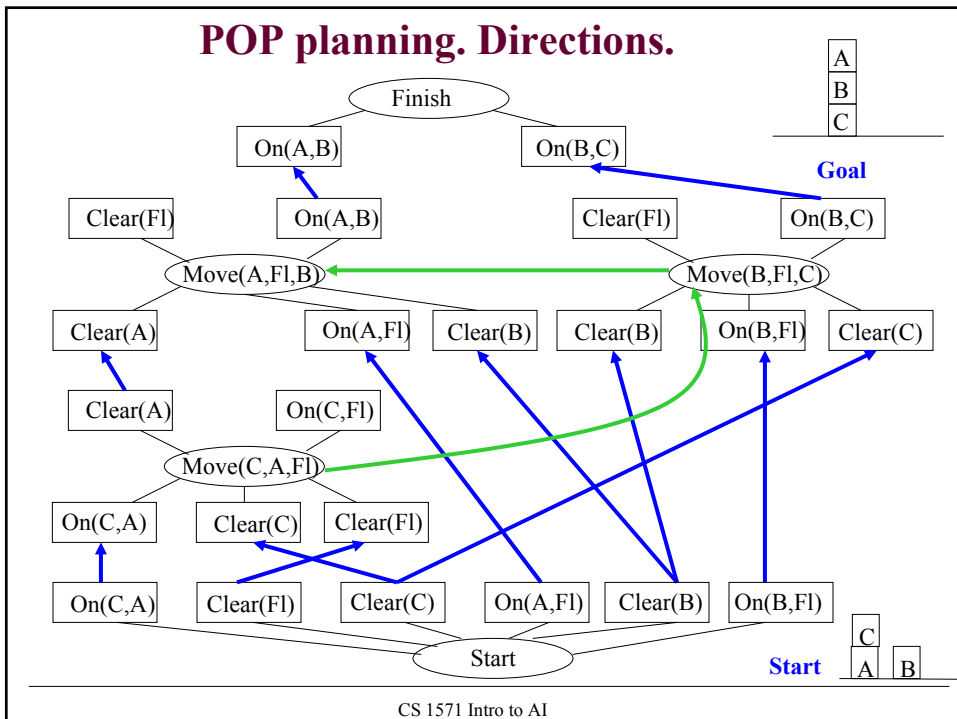 POP planning. Directions.
A
B
C
Finish
On(A,B) On(B,C)
Goal
Clear(Fl) On(A,B) Clear(Fl) On(B,C)
Move(A,Fl,B) Move(B,Fl,C)
Clear(A) On(A,Fl) Clear(B) Clear(B) On(B,Fl) Clear(C)
Clear(A) On(C,Fl)
Move(C,A,Fl)
On(C,A) Clear(C) Clear(Fl)
On(C,A) Clear(Fl) Clear(C) On(A,Fl) Clear(B) On(B,Fl)
C
Start Start A B
CS 1571 Intro to AI